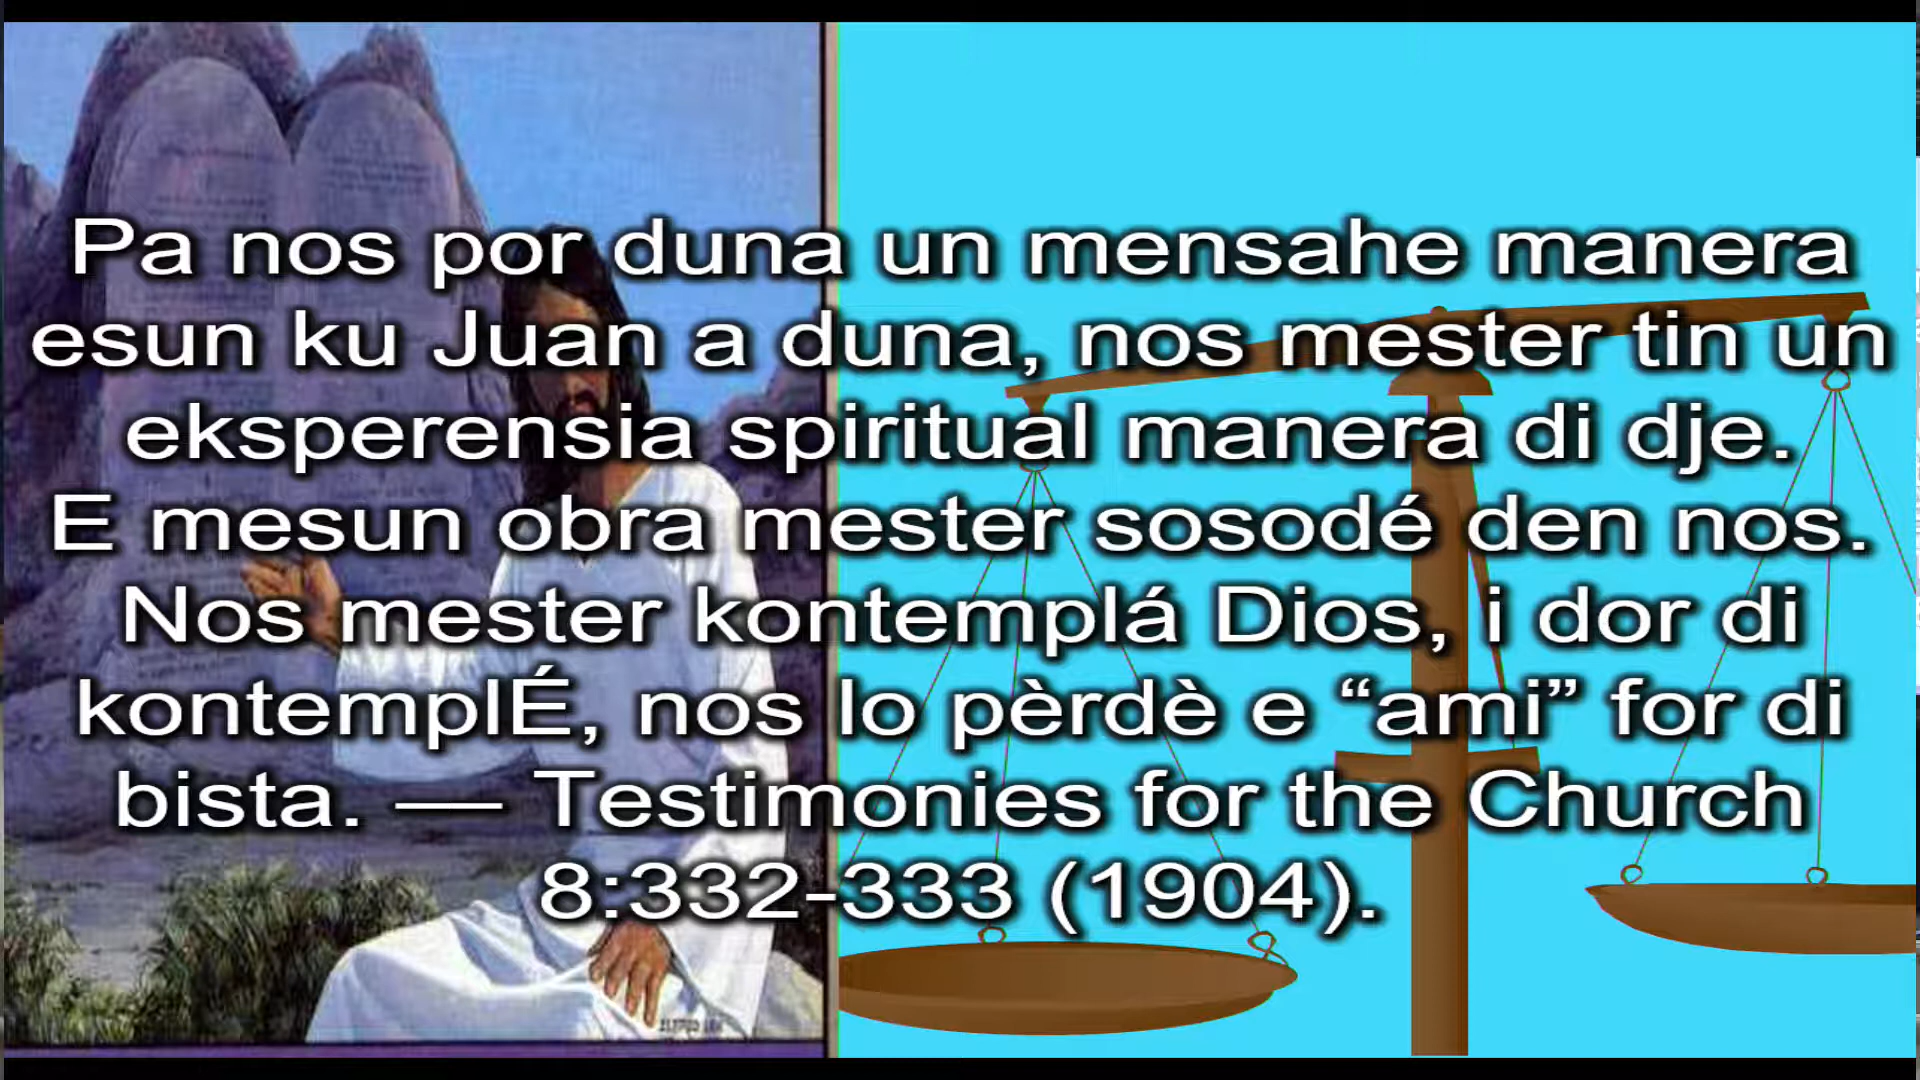 Pa nos por duna un mensahe manera
esun ku Juan a duna, nos mester tin un
eksperensia spiritual manera di dje.
E mesun obra mester sosodé den nos.
Nos mester kontemplá Dios, i dor di
kontemplÉ, nos lo pèrdè e “ami” for di
bista. — Testimonies for the Church
8:332-333 (1904).